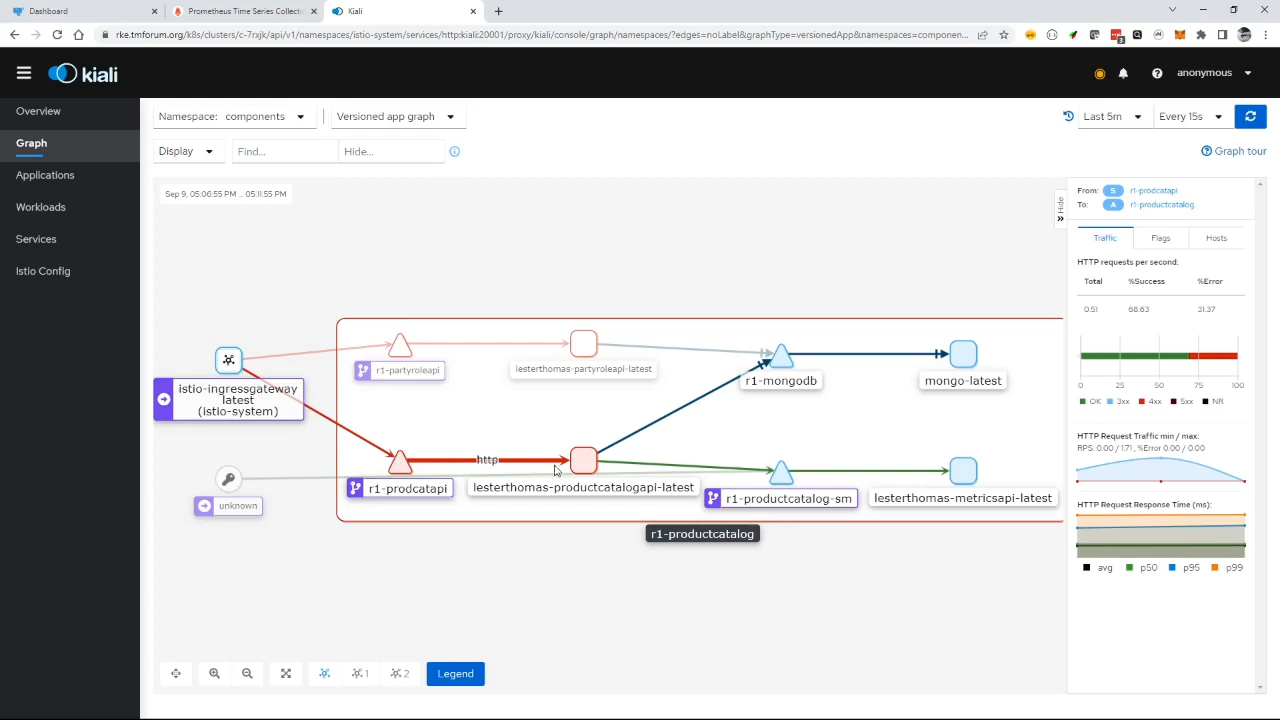 Dashboard
Prometheus Time Series Collectio
Kiali
rke.tmforum.org/k8s/clusters/c-7rxjk/api/v1/namespaces/istio-system/services/http:kiali:20001/proxy/kiali/console/graph/namespaces/?edges=noLabel&graphType=versionedApp&namespaces=componen...
3
kiali
anonymous
Overview
Graph
Applications
Workloads
Services
Istio Config
Namespace: components
Versioned app graph
Last 5m
Every 15s
Display
Find...
Hide...
Graph tour
Sep 9, 05:06:55 PM ... 05:11:55 PM
Hide
r1-partyroleapi
lesterthomas-partyroleapi-latest
r1-mongodb
mongo-latest
istio-ingressgateway
latest
(istio-system)
http
r1-prodcatapi
lesterthomas-productcatalogapi-latest
r1-productcatalog-sm
lesterthomas-metricsapi-latest
unknown
r1-productcatalog
1
2
Legend
From: S r1-prodcatapi
To: A r1-productcatalog
Traffic
Flags
Hosts
HTTP requests per second:
Total %Success %Error
0.51 68.63 31.37
0 25 50 75 100
OK 3xx 4xx 5xx NR
HTTP Request Traffic min / max:
RPS: 0.00 / 1.71 , %Error 0.00 / 0.00
HTTP Request Response Time (ms):
avg p50 p95 p99